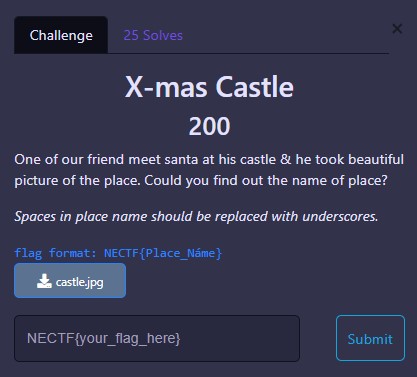 Challenge
25 Solves
×
X-mas Castle
200
One of our friend meet santa at his castle & he took beautiful
picture of the place. Could you find out the name of place?
Spaces in place name should be replaced with underscores.
flag format: NECTF{Place_Náme}
castle.jpg
NECTF{your_flag_here}
Submit